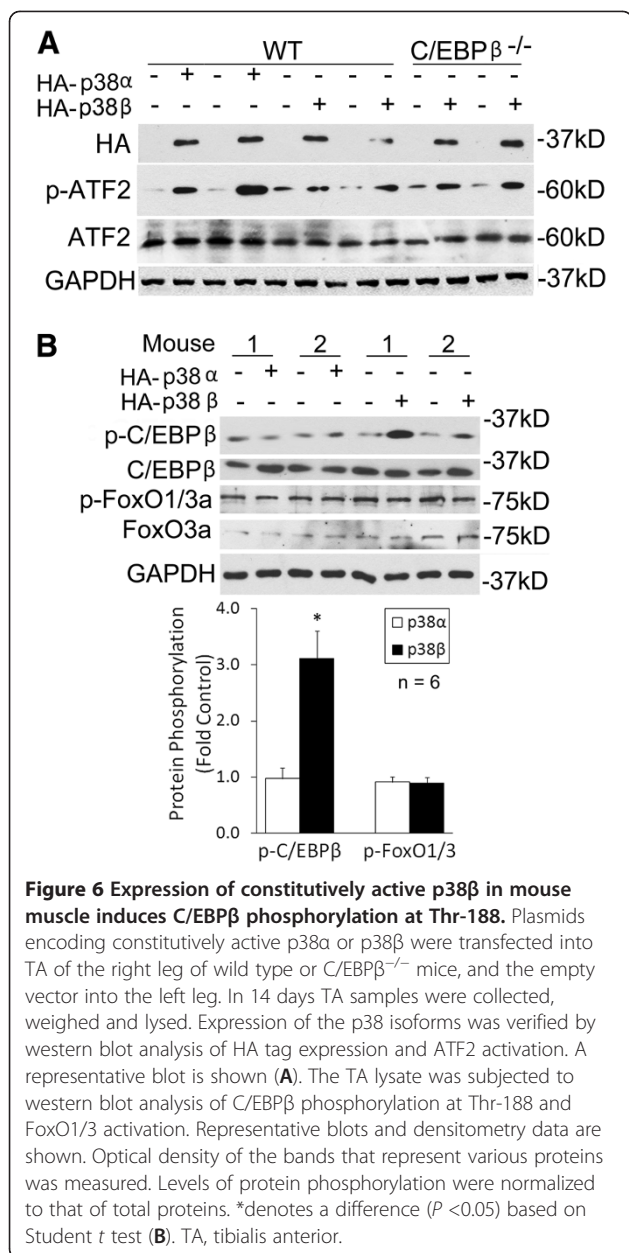 A
WT C/EBPβ -/-
HA-p38α - + - + - - - - - - - -
HA-p38β - - - - - + - + - + - +
HA -37kD
p-ATF2 -60kD
ATF2 -60kD
GAPDH -37kD
B
Mouse 1 2 1 2
HA-p38α - + - + - - - -
HA-p38β - - - - - + - +
p-C/EBPβ -37kD
C/EBPβ -37kD
p-FoxO1/3a -75kD
FoxO3a -75kD
GAPDH -37kD
Protein Phosphorylation
(Fold Control)
4.0
3.0
2.0
1.0
0.0
*
p38α
p38β
n = 6
p-C/EBPβ p-FoxO1/3
Figure 6 Expression of constitutively active p38β in mouse
muscle induces C/EBPβ phosphorylation at Thr-188. Plasmids
encoding constitutively active p38α or p38β were transfected into
TA of the right leg of wild type or C/EBPβ−/− mice, and the empty
vector into the left leg. In 14 days TA samples were collected,
weighed and lysed. Expression of the p38 isoforms was verified by
western blot analysis of HA tag expression and ATF2 activation. A
representative blot is shown (A). The TA lysate was subjected to
western blot analysis of C/EBPβ phosphorylation at Thr-188 and
FoxO1/3 activation. Representative blots and densitometry data are
shown. Optical density of the bands that represent various proteins
was measured. Levels of protein phosphorylation were normalized
to that of total proteins. *denotes a difference (P <0.05) based on
Student t test (B). TA, tibialis anterior.